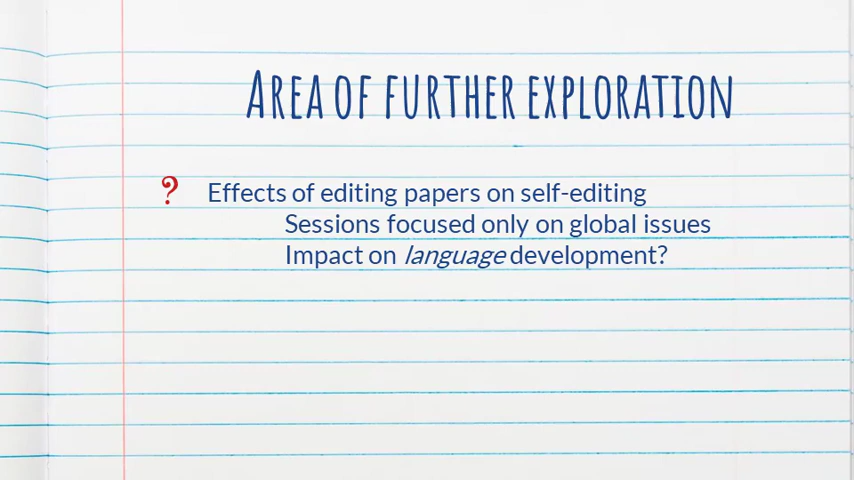 Area of further exploration
? Effects of editing papers on self-editing
Sessions focused only on global issues
Impact on language development?